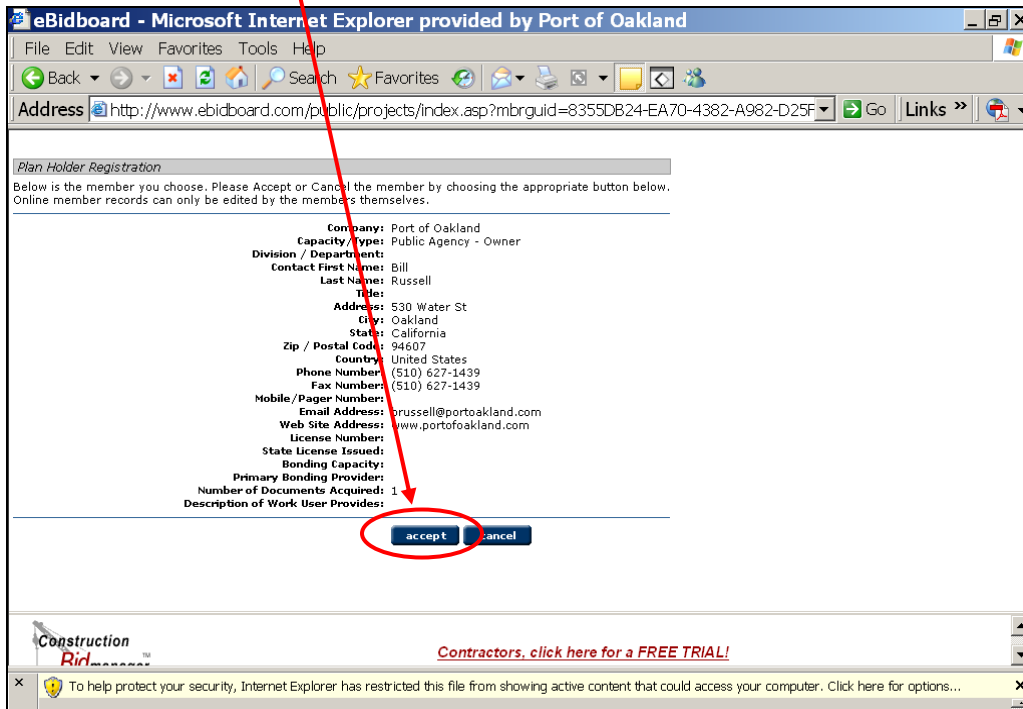 eBidboard - Microsoft Internet Explorer provided by Port of Oakland
File Edit View Favorites Tools Help
Back Search Favorites
Address http://www.ebidboard.com/public/projects/index.asp?mbrguid=8355DB24-EA70-4382-A982-D25F Go Links »
Plan Holder Registration
Below is the member you choose. Please Accept or Cancel the member by choosing the appropriate button below.
Online member records can only be edited by the members themselves.
Company: Port of Oakland
Capacity/Type: Public Agency - Owner
Division / Department:
Contact First Name: Bill
Last Name: Russell
Title:
Address: 530 Water St
City: Oakland
State: California
Zip / Postal Code: 94607
Country: United States
Phone Number: (510) 627-1439
Fax Number: (510) 627-1439
Mobile/Pager Number:
Email Address: brussell@portoakland.com
Web Site Address: www.portofoakland.com
License Number:
State License Issued:
Bonding Capacity:
Primary Bonding Provider:
Number of Documents Acquired: 1
Description of Work User Provides:
accept cancel
Construction
Bidmanager ™
Contractors, click here for a FREE TRIAL!
To help protect your security, Internet Explorer has restricted this file from showing active content that could access your computer. Click here for options...